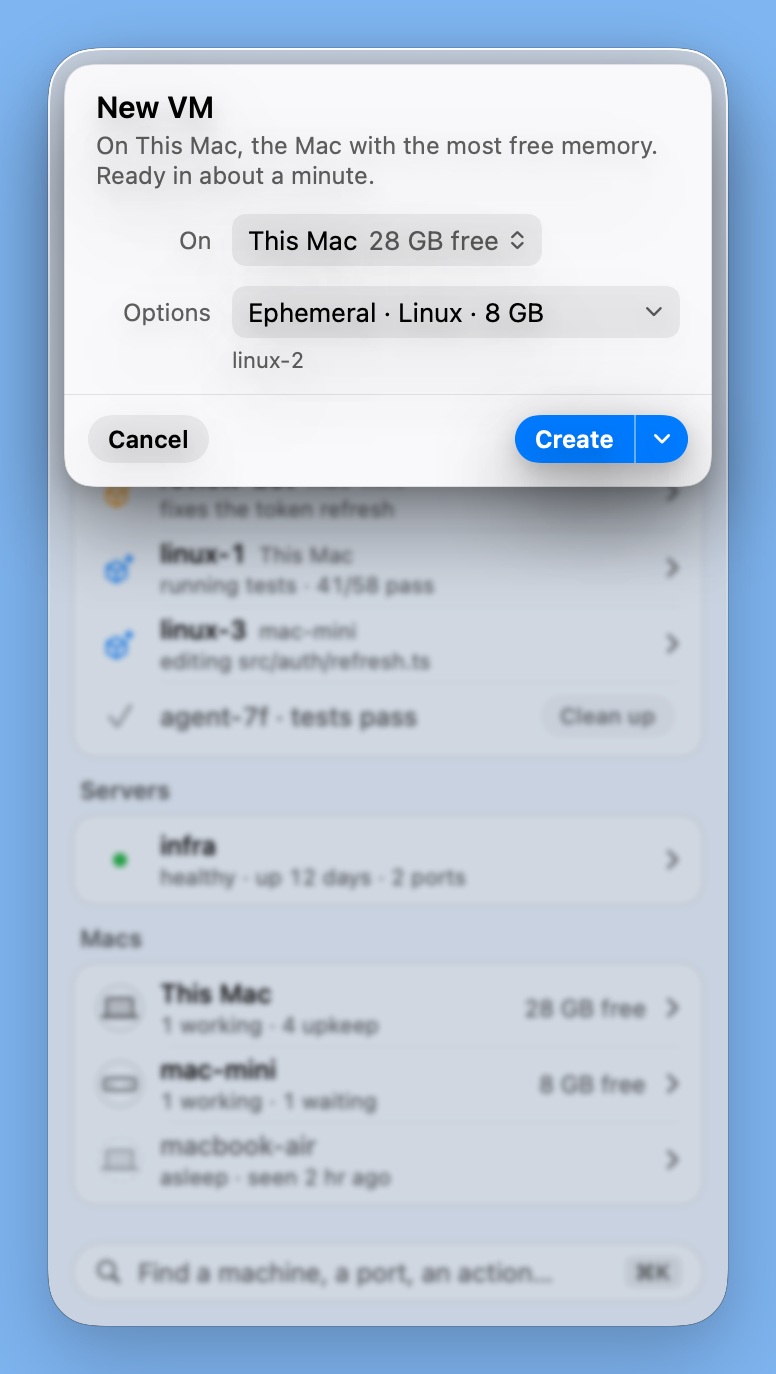 New VM
On This Mac, the Mac with the most free memory.
Ready in about a minute.
On This Mac 28 GB free
Options Ephemeral · Linux · 8 GB
linux-2
Cancel Create
fixes the token refresh
linux-1 This Mac
running tests · 41/58 pass
linux-3 mac-mini
editing src/auth/refresh.ts
agent-7f · tests pass Clean up
Servers
infra
healthy · up 12 days · 2 ports
Macs
This Mac 28 GB free
1 working · 4 upkeep
mac-mini 8 GB free
1 working · 1 waiting
macbook-air
asleep · seen 2 hr ago
Find a machine, a port, an action... ⌘K